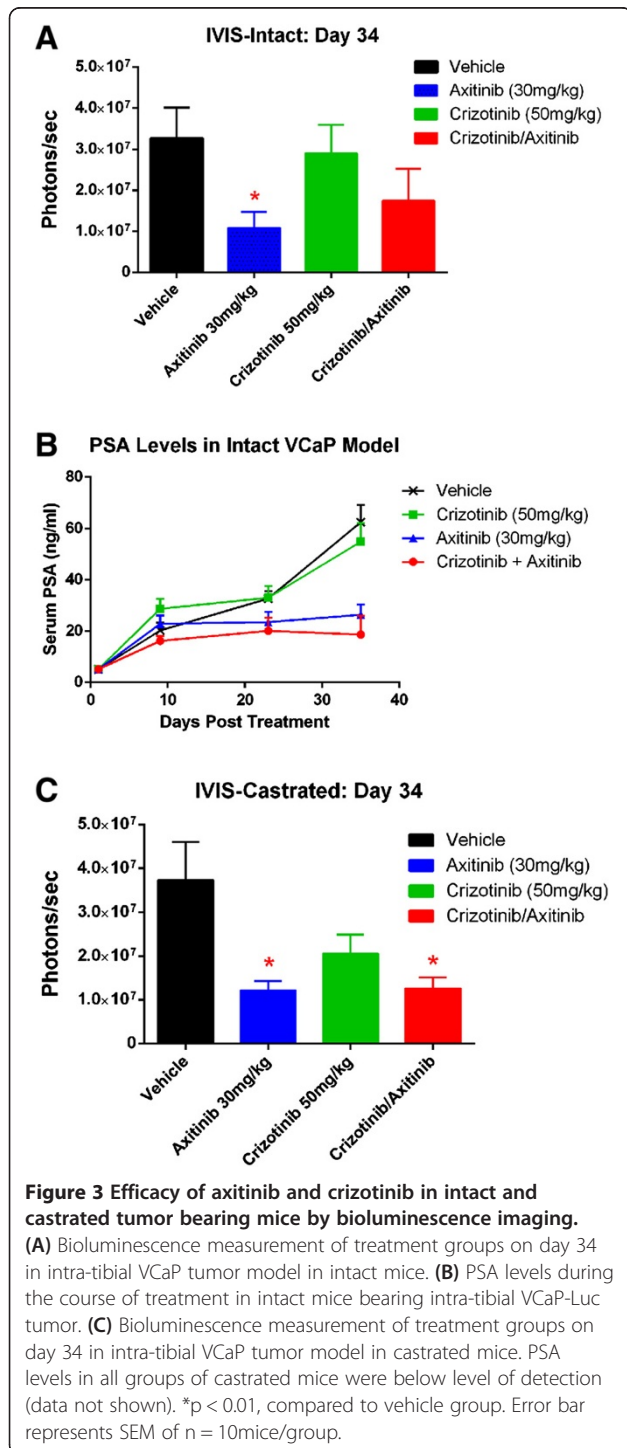 A
IVIS-Intact: Day 34
5.0×10⁷
4.0×10⁷
3.0×10⁷
2.0×10⁷
1.0×10⁷
0
Photons/sec
Vehicle
Axitinib (30mg/kg)
Crizotinib (50mg/kg)
Crizotinib/Axitinib
*
Vehicle
Axitinib 30mg/kg
Crizotinib 50mg/kg
Crizotinib/Axitinib
B
PSA Levels in Intact VCaP Model
80
60
40
20
0
Serum PSA (ng/ml)
Vehicle
Crizotinib (50mg/kg)
Axitinib (30mg/kg)
Crizotinib + Axitinib
0 10 20 30 40
Days Post Treatment
C
IVIS-Castrated: Day 34
5.0×10⁷
4.0×10⁷
3.0×10⁷
2.0×10⁷
1.0×10⁷
0
Photons/sec
Vehicle
Axitinib (30mg/kg)
Crizotinib (50mg/kg)
Crizotinib/Axitinib
* *
Vehicle
Axitinib 30mg/kg
Crizotinib 50mg/kg
Crizotinib/Axitinib
Figure 3 Efficacy of axitinib and crizotinib in intact and
castrated tumor bearing mice by bioluminescence imaging.
(A) Bioluminescence measurement of treatment groups on day 34
in intra-tibial VCaP tumor model in intact mice. (B) PSA levels during
the course of treatment in intact mice bearing intra-tibial VCaP-Luc
tumor. (C) Bioluminescence measurement of treatment groups on
day 34 in intra-tibial VCaP tumor model in castrated mice. PSA
levels in all groups of castrated mice were below level of detection
(data not shown). *p < 0.01, compared to vehicle group. Error bar
represents SEM of n = 10mice/group.